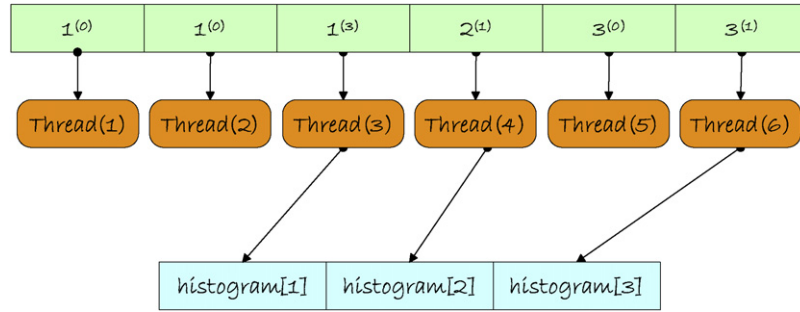 1(0) 1(0) 1(3) 2(1) 3(0) 3(1)
Thread(1) Thread(2) Thread(3) Thread(4) Thread(5) Thread(6)
histogram[1] histogram[2] histogram[3]